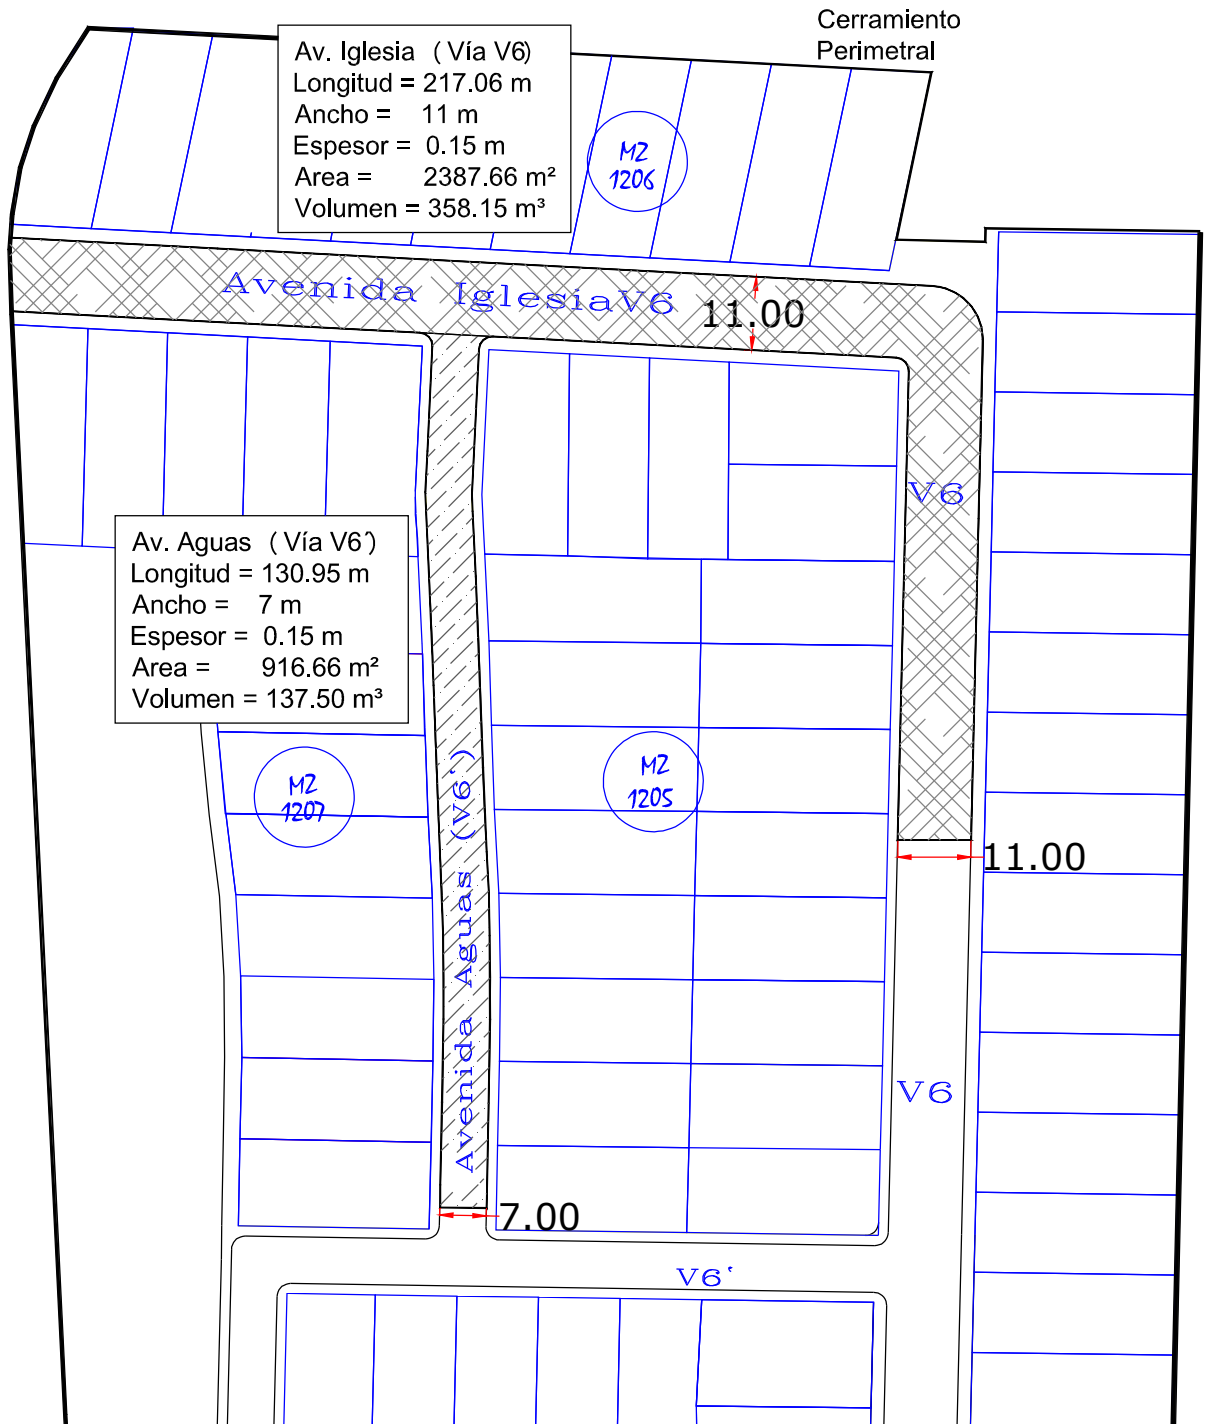 Cerramiento
Perimetral
Av. Iglesia ( Vía V6)
Longitud = 217.06 m
Ancho = 11 m
Espesor = 0.15 m
Area = 2387.66 m²
Volumen = 358.15 m³
MZ
1206
Avenida IglesiaV6
11.00
V6
Av. Aguas ( Vía V6´)
Longitud = 130.95 m
Ancho = 7 m
Espesor = 0.15 m
Area = 916.66 m²
Volumen = 137.50 m³
MZ
1207
Avenida Aguas (V6‘)
MZ
1205
11.00
V6
7.00
V6‘